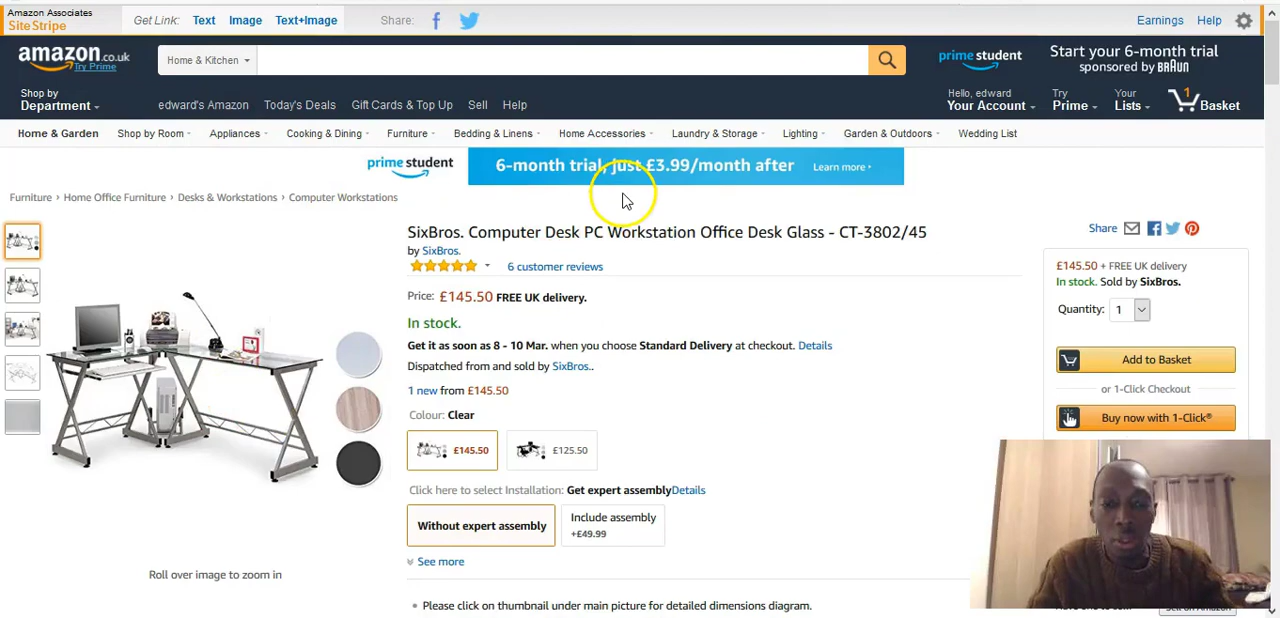 Amazon Associates
SiteStripe
Get Link: Text Image Text+Image Share:
Earnings Help
amazon.co.uk
Try Prime
Home & Kitchen
prime student
Start your 6-month trial
sponsored by BRAUN
Shop by
Department
edward's Amazon Today's Deals Gift Cards & Top Up Sell Help
Hello, edward
Your Account
Try
Prime
Your
Lists
1
Basket
Home & Garden Shop by Room Appliances Cooking & Dining Furniture Bedding & Linens Home Accessories Laundry & Storage Lighting Garden & Outdoors Wedding List
prime student 6-month trial, just £3.99/month after Learn more
Furniture › Home Office Furniture › Desks & Workstations › Computer Workstations
SixBros. Computer Desk PC Workstation Office Desk Glass - CT-3802/45
by SixBros.
6 customer reviews
Price: £145.50 FREE UK delivery.
In stock.
Get it as soon as 8 - 10 Mar. when you choose Standard Delivery at checkout. Details
Dispatched from and sold by SixBros..
1 new from £145.50
Colour: Clear
£145.50 £125.50
Click here to select Installation: Get expert assemblyDetails
Without expert assembly
Include assembly
+£49.99
See more
Please click on thumbnail under main picture for detailed dimensions diagram.
Roll over image to zoom in
Share
£145.50 + FREE UK delivery
In stock. Sold by SixBros.
Quantity: 1
Add to Basket
or 1-Click Checkout
Buy now with 1-Click®